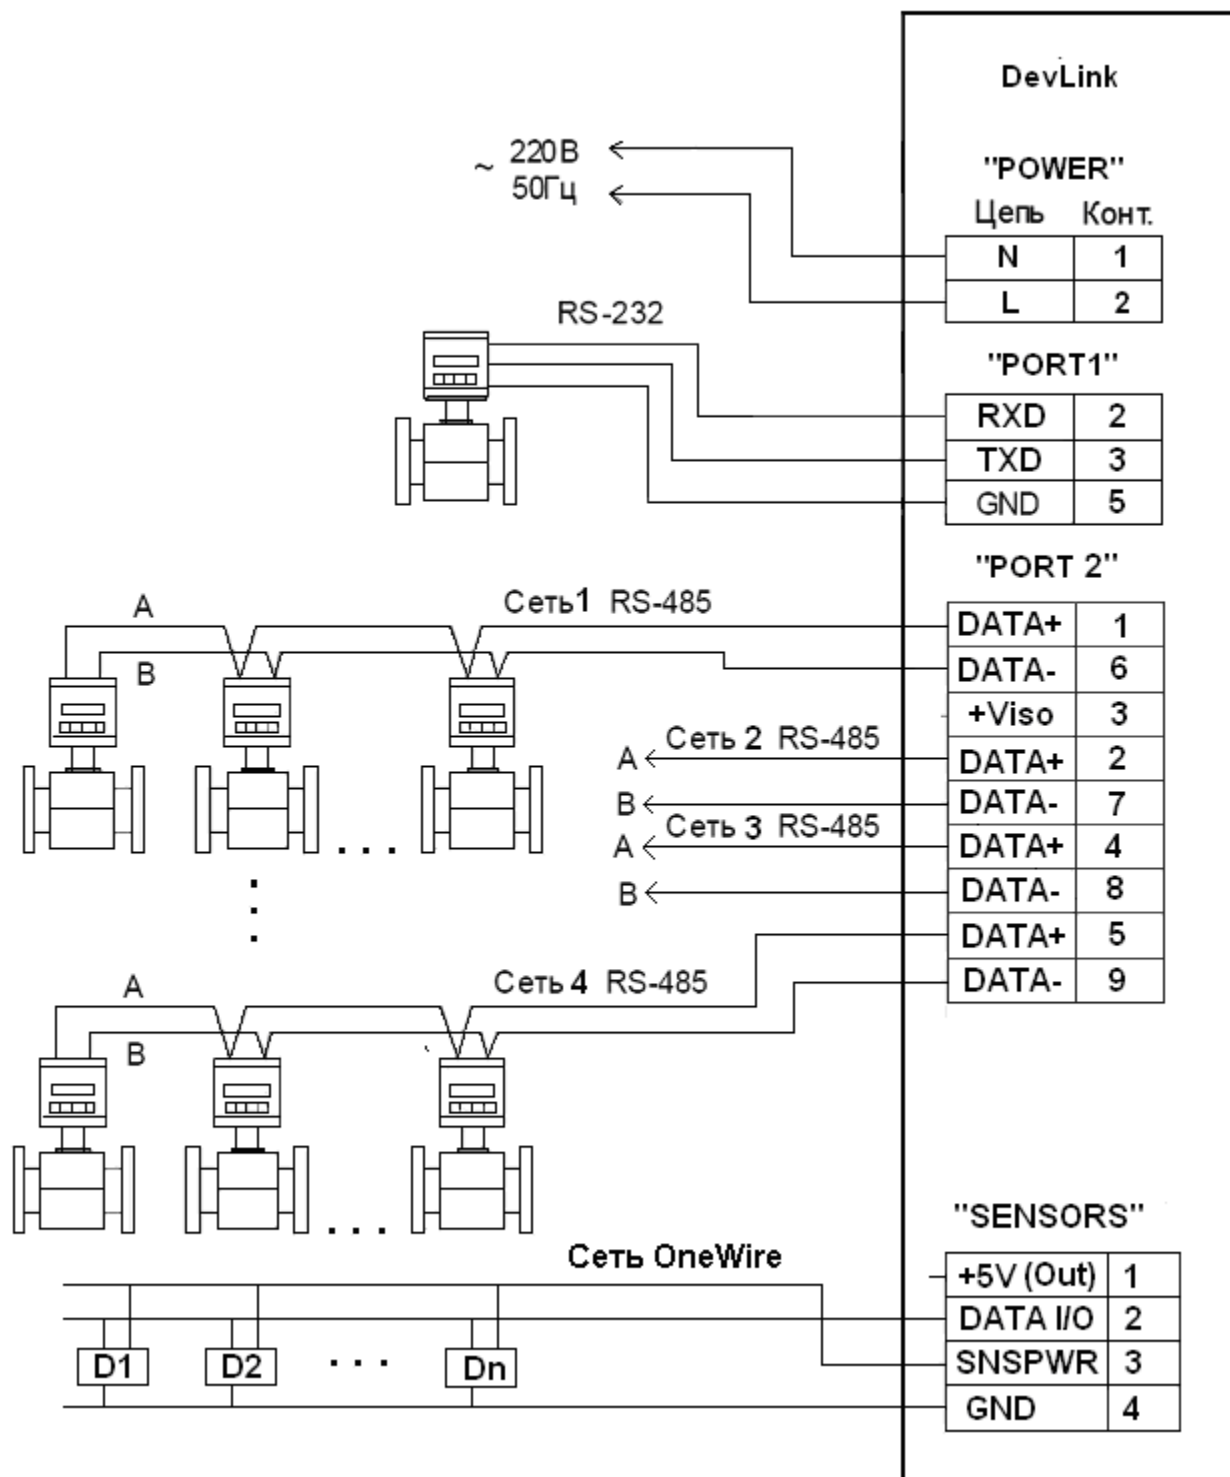 DevLink
"POWER"
Цепь Конт.
~ 220В
50Гц
N 1
L 2
RS-232
"PORT1"
RXD 2
TXD 3
GND 5
"PORT 2"
A
B
Сеть1 RS-485
DATA+ 1
DATA- 6
+Viso 3
A Сеть 2 RS-485
DATA+ 2
B
DATA- 7
A Сеть 3 RS-485
DATA+ 4
B
DATA- 8
DATA+ 5
A
B
Сеть 4 RS-485
DATA- 9
"SENSORS"
Сеть OneWire
+5V (Out) 1
DATA I/O 2
D1 D2 . . . Dn
SNSPWR 3
GND 4